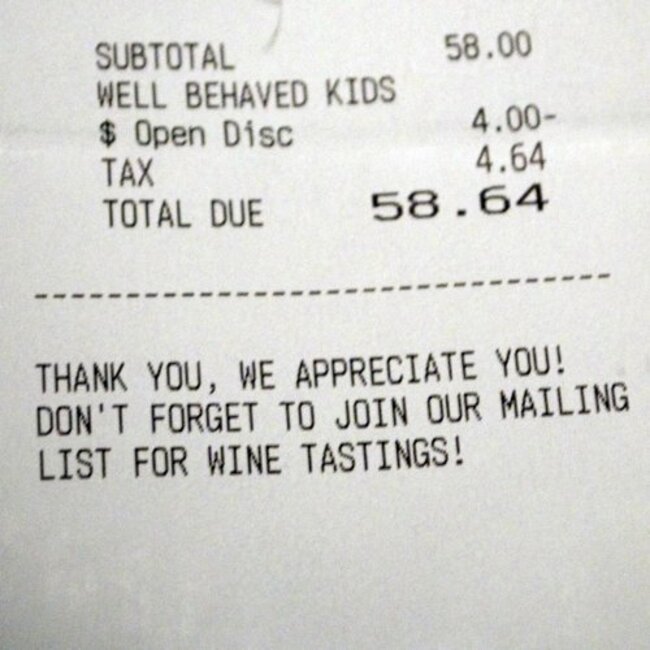 SUBTOTAL 58.00
WELL BEHAVED KIDS
$ Open Disc 4.00-
TAX 4.64
TOTAL DUE 58.64
---------------------------------
THANK YOU, WE APPRECIATE YOU!
DON'T FORGET TO JOIN OUR MAILING
LIST FOR WINE TASTINGS!